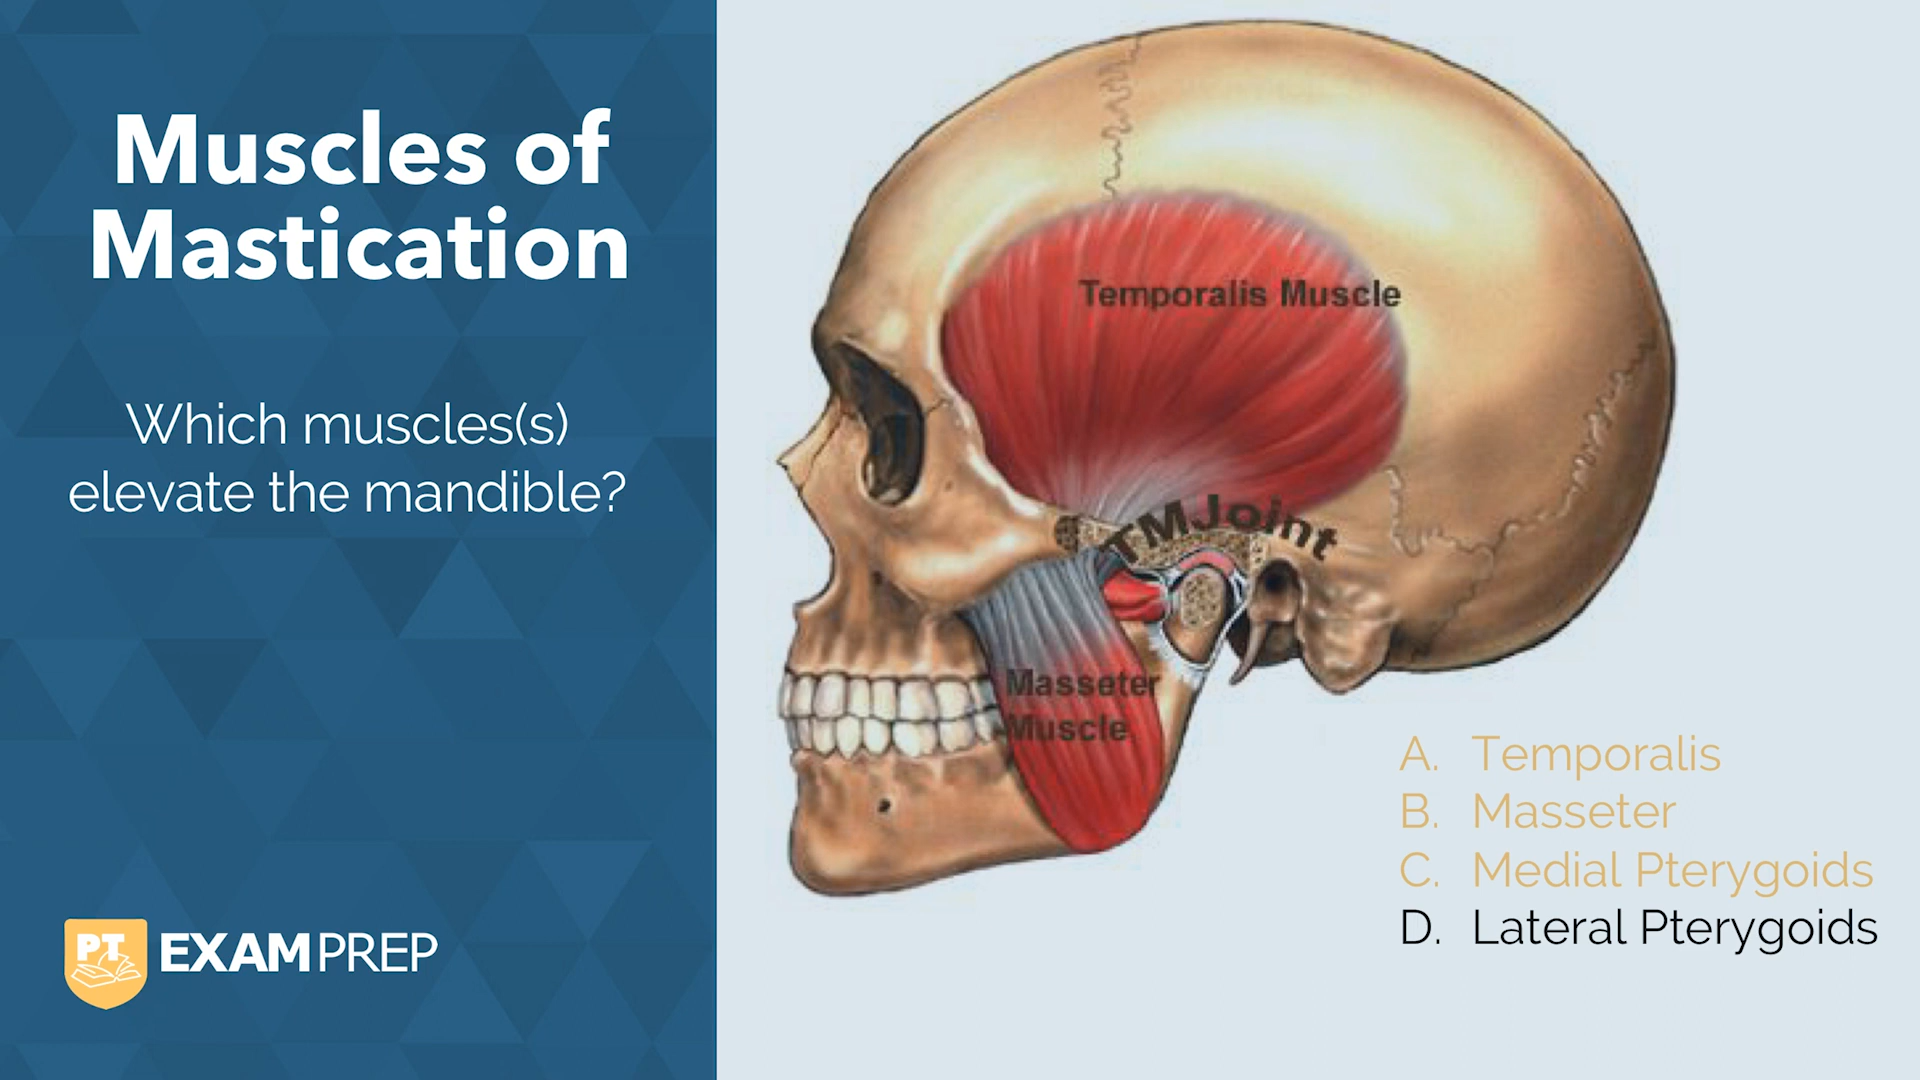 Muscles of
Mastication
Which muscles(s)
elevate the mandible?
PT
EXAMPREP
Temporalis Muscle
TMJoint
Masseter
Muscle
A. Temporalis
B. Masseter
C. Medial Pterygoids
D. Lateral Pterygoids